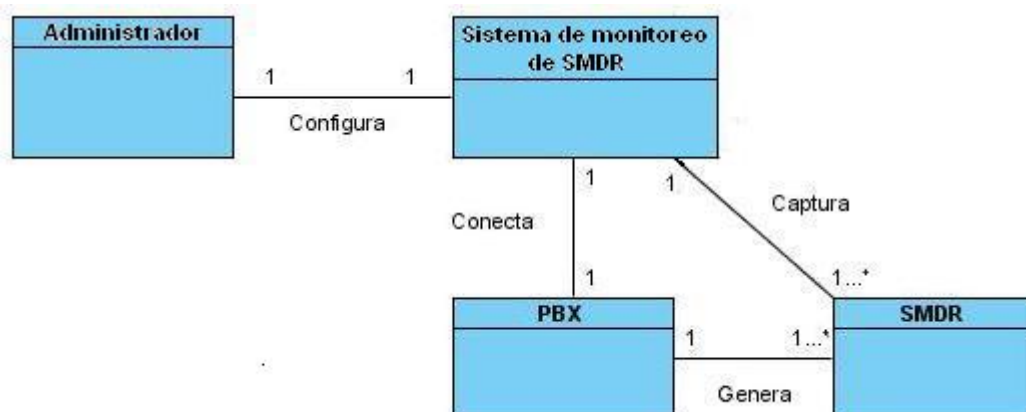 Administrador
Sistema de monitoreo
de SMDR
1
1
Configura
1
1
Captura
Conecta
1
1...*
PBX
SMDR
1
1...*
Genera